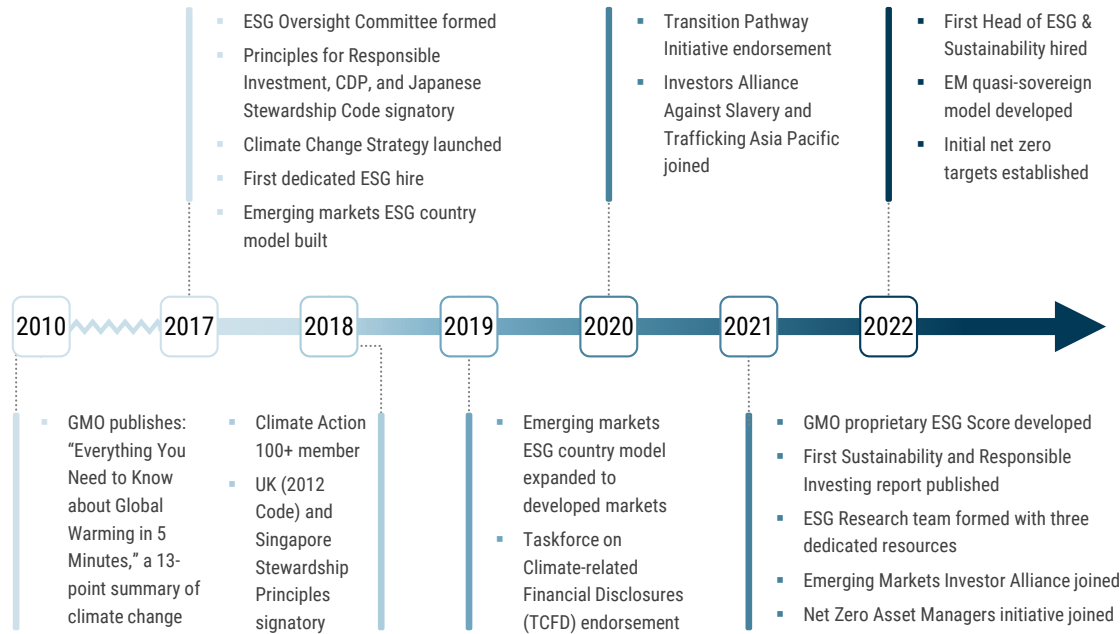 ESG Oversight Committee formed
Principles for Responsible
Investment, CDP, and Japanese
Stewardship Code signatory
Climate Change Strategy launched
First dedicated ESG hire
Emerging markets ESG country
model built
Transition Pathway
Initiative endorsement
Investors Alliance
Against Slavery and
Trafficking Asia Pacific
joined
First Head of ESG &
Sustainability hired
EM quasi-sovereign
model developed
Initial net zero
targets established
2010
2017
2018
2019
2020
2021
2022
GMO publishes:
“Everything You
Need to Know
about Global
Warming in 5
Minutes,” a 13-
point summary of
climate change
Climate Action
100+ member
UK (2012
Code) and
Singapore
Stewardship
Principles
signatory
Emerging markets
ESG country model
expanded to
developed markets
Taskforce on
Climate-related
Financial Disclosures
(TCFD) endorsement
GMO proprietary ESG Score developed
First Sustainability and Responsible
Investing report published
ESG Research team formed with three
dedicated resources
Emerging Markets Investor Alliance joined
Net Zero Asset Managers initiative joined